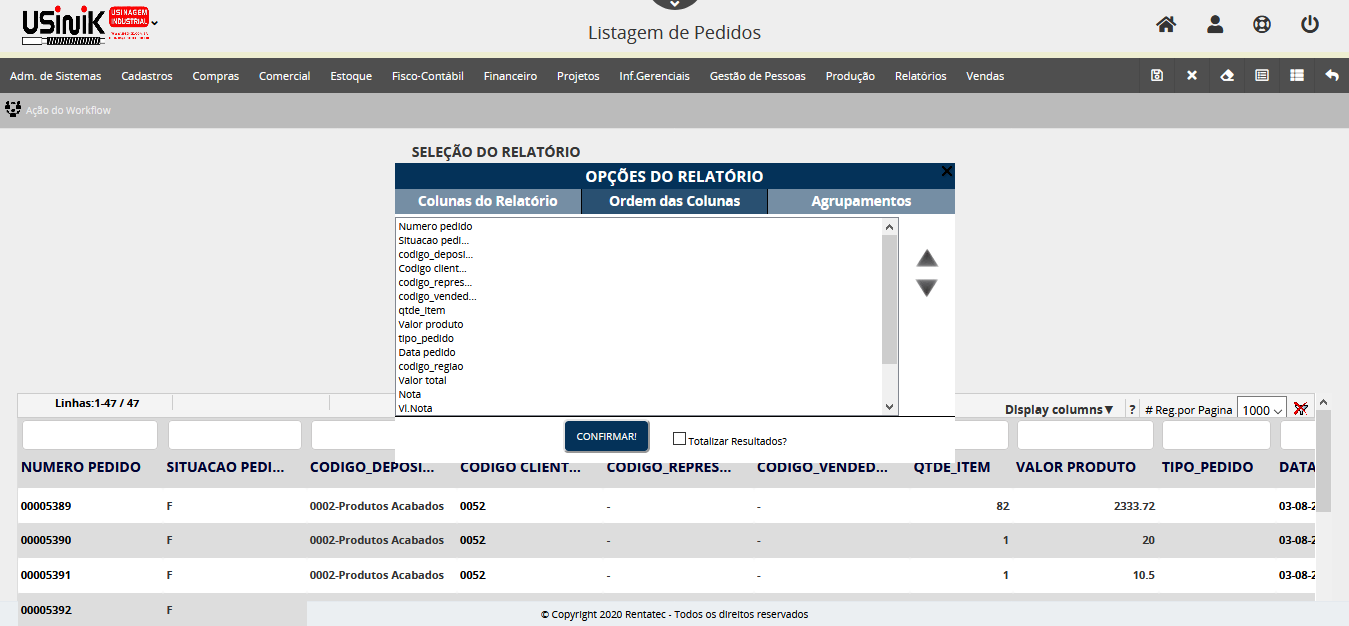 USiNiK
USINAGEM
INDUSTRIAL
Listagem de Pedidos
Adm. de Sistemas Cadastros Compras Comercial Estoque Fisco-Contábil Financeiro Projetos Inf.Gerenciais Gestão de Pessoas Produção Relatórios Vendas
Ação do Workflow
SELEÇÃO DO RELATÓRIO
OPÇÕES DO RELATÓRIO
Colunas do Relatório Ordem das Colunas Agrupamentos
Numero pedido
Situacao pedi...
codigo_deposi...
Codigo client...
codigo_repres...
codigo_vended...
qtde_item
Valor produto
tipo_pedido
Data pedido
codigo_regiao
Valor total
Nota
Vl.Nota
Linhas:1-47 / 47 Display columns▼ ? # Reg.por Pagina 1000
CONFIRMAR! Totalizar Resultados?
NUMERO PEDIDO SITUACAO PEDI... CODIGO_DEPOSI... CODIGO CLIENT... CODIGO_REPRES... CODIGO_VENDED... QTDE_ITEM VALOR PRODUTO TIPO_PEDIDO DATA
00005389 F 0002-Produtos Acabados 0052 - - 82 2333.72 03-08-2
00005390 F 0002-Produtos Acabados 0052 - - 1 20 03-08-2
00005391 F 0002-Produtos Acabados 0052 - - 1 10.5 03-08-2
00005392 F
© Copyright 2020 Rentatec - Todos os direitos reservados